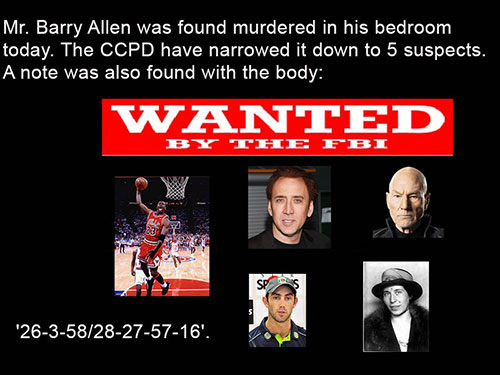 Mr. Barry Allen was found murdered in his bedroom
today. The CCPD have narrowed it down to 5 suspects.
A note was also found with the body:
WANTED
BY THE FBI
23
'26-3-58/28-27-57-16'.